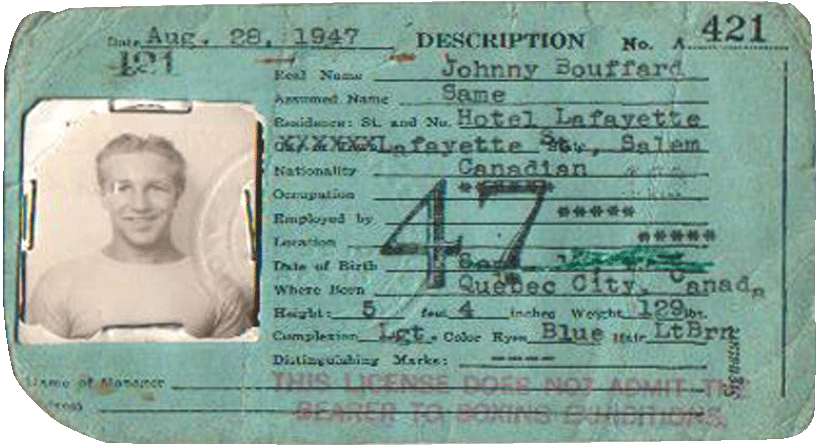 Date Aug. 28, 1947 DESCRIPTION No. A 421
421
Real Name Johnny Bouffard
Assumed Name Same
Residence: St. and No. Hotel Lafayette
XXXXXX Lafayette St., Salem
Nationality Canadian
Occupation *******
Employed by *****
Location *****
47
Date of Birth
Where Born Quebec City, Canada
Height: 5 feet 4 inches Weight 129 lbs.
Complexion Lgt. Color Eyes Blue Hair LtBrn
Distinguishing Marks: ----
Name of Manager
Signature
THIS LICENSE DOES NOT ADMIT THE
BEARER TO BOXING EXHIBITIONS.